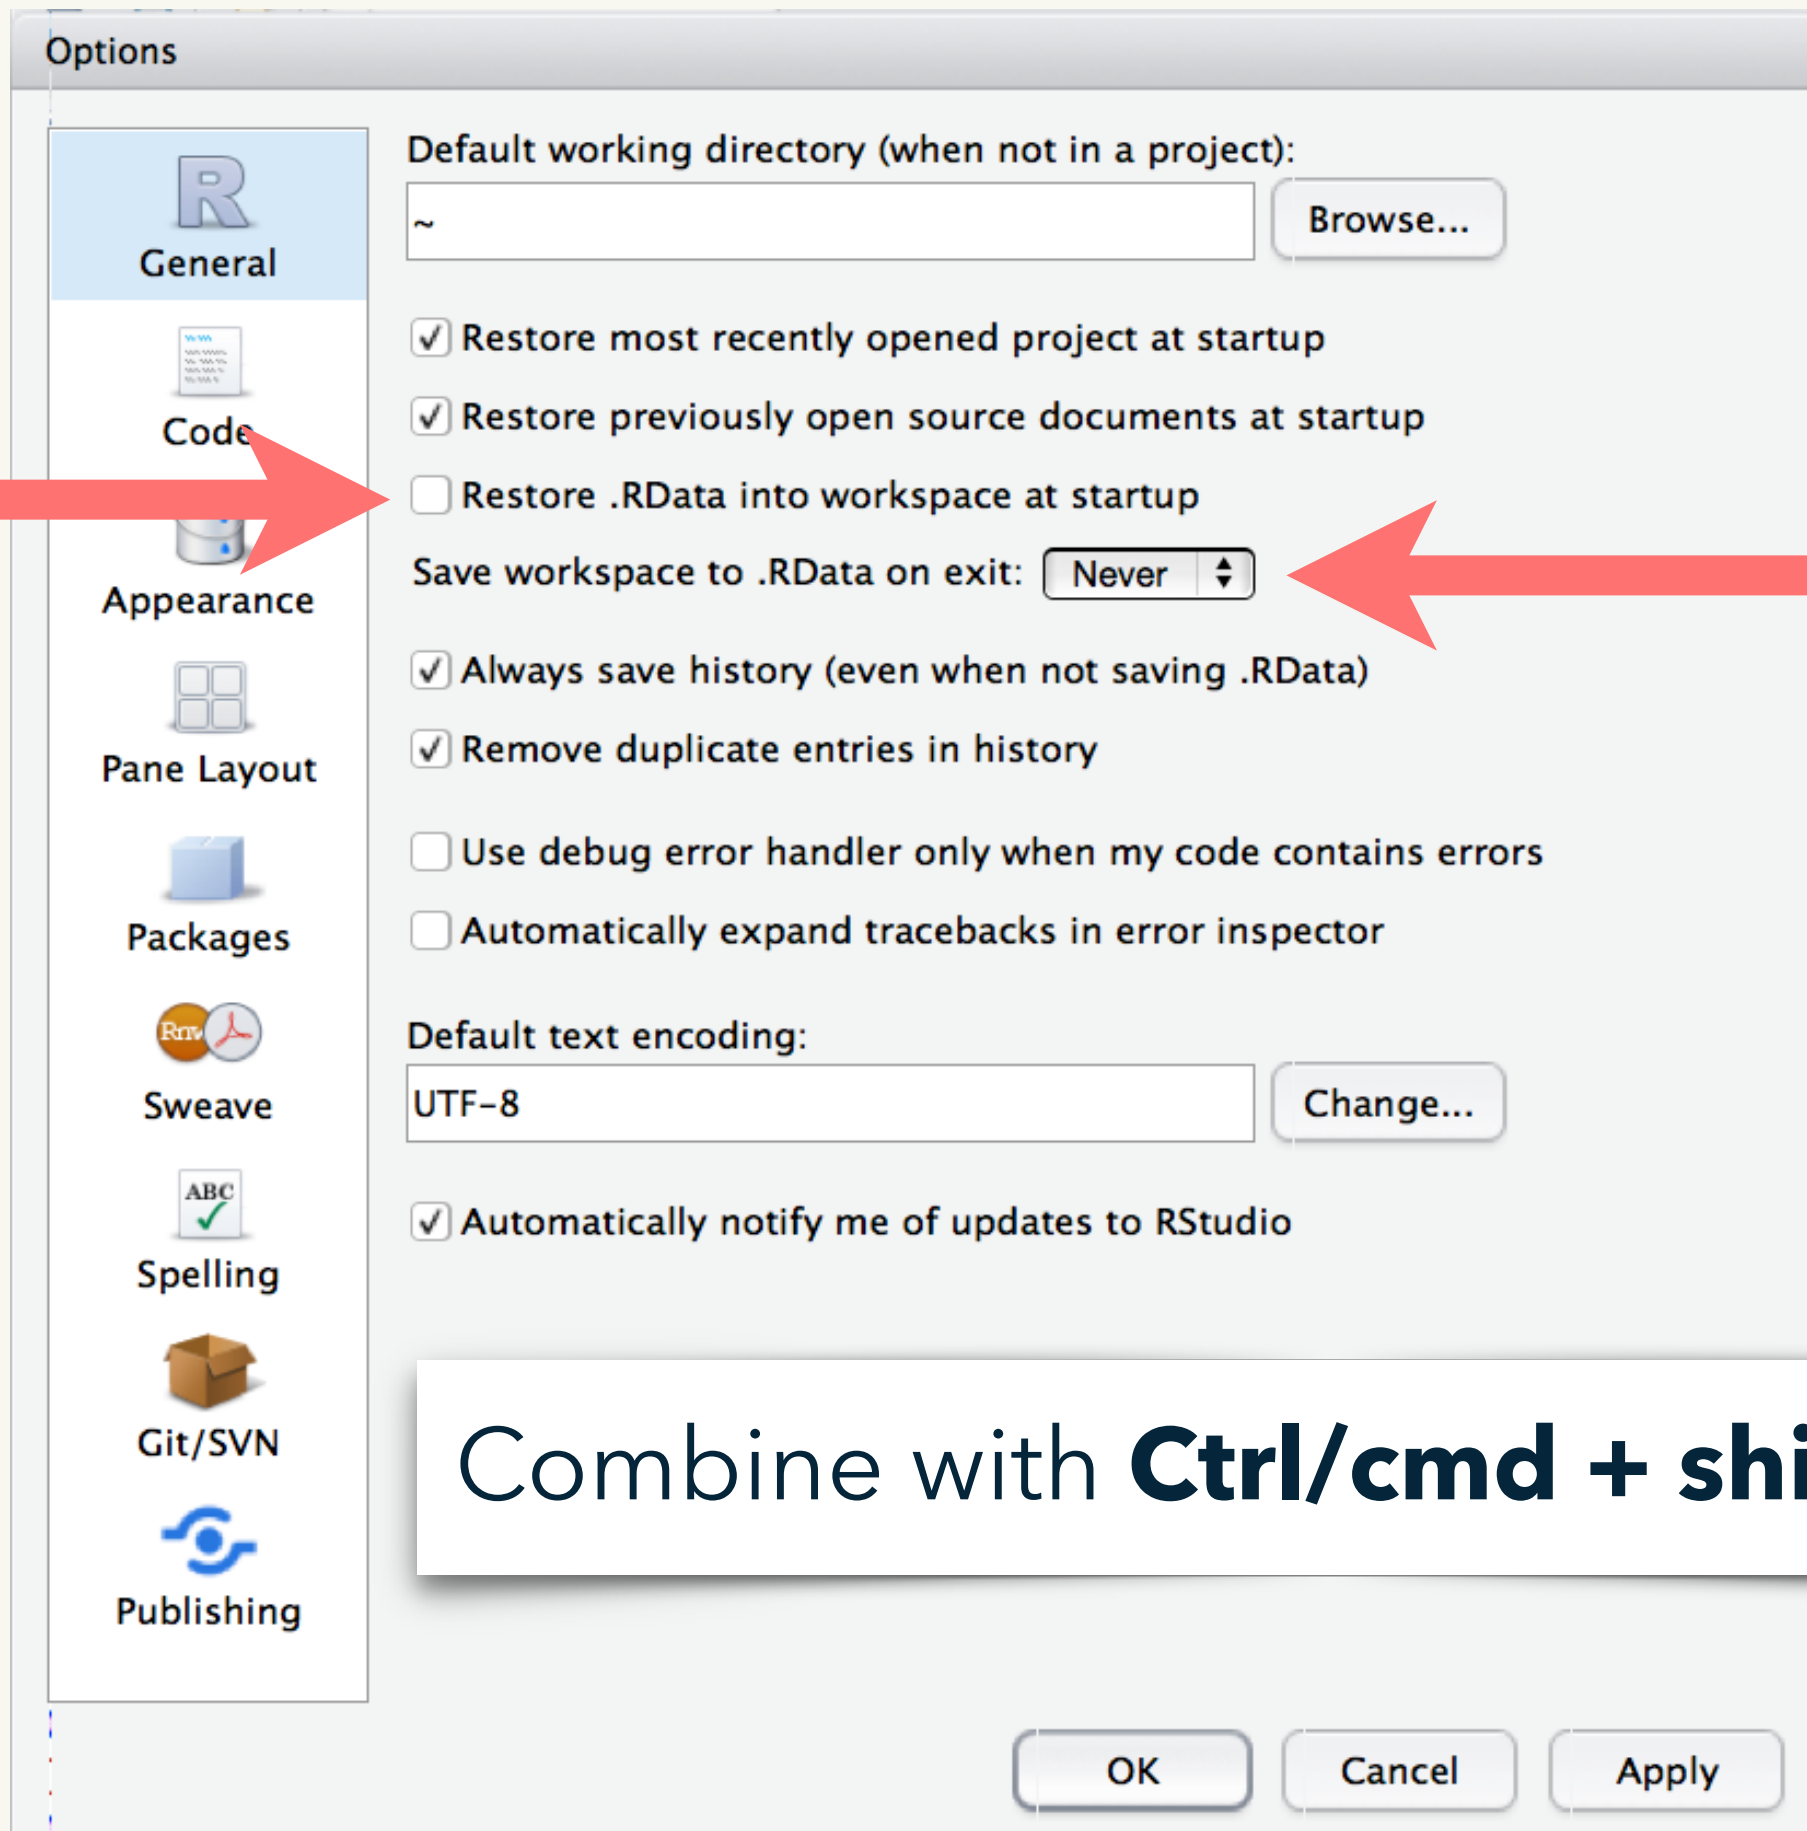 Options
General
Code
Appearance
Pane Layout
Packages
Rnw
Sweave
ABC
Spelling
Git/SVN
Publishing
Default working directory (when not in a project):
~
Browse...
Restore most recently opened project at startup
Restore previously open source documents at startup
Restore .RData into workspace at startup
Save workspace to .RData on exit: Never
Always save history (even when not saving .RData)
Remove duplicate entries in history
Use debug error handler only when my code contains errors
Automatically expand tracebacks in error inspector
Default text encoding:
UTF-8
Change...
Automatically notify me of updates to RStudio
Combine with Ctrl/cmd + shi
OK
Cancel
Apply